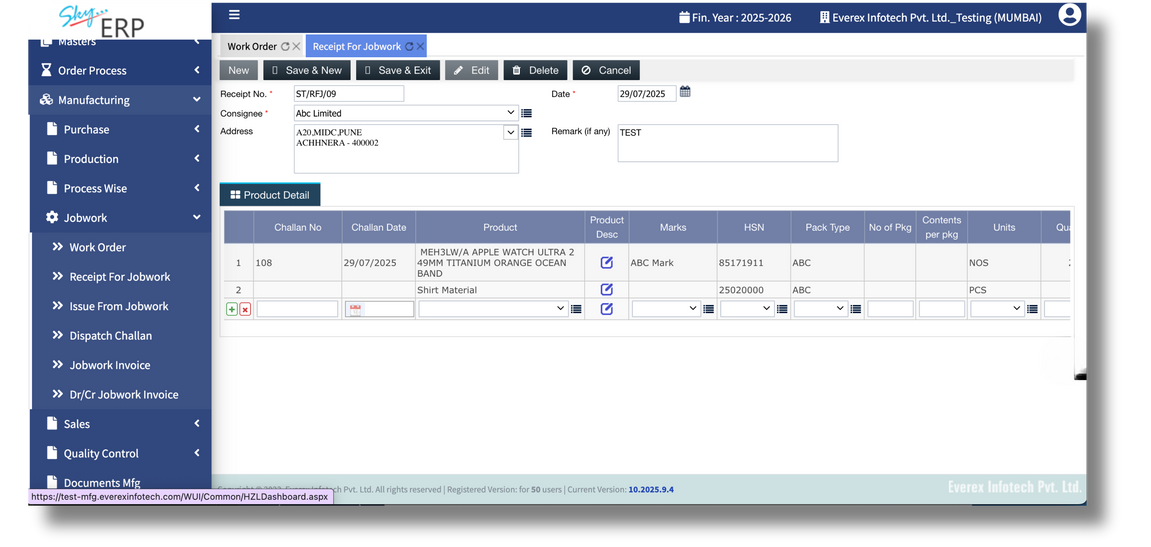 Sky
ERP
Fin. Year : 2025-2026
Everex Infotech Pvt. Ltd._Testing (MUMBAI)
Masters
Order Process
Manufacturing
Purchase
Production
Process Wise
Jobwork
Work Order
Receipt For Jobwork
Issue From Jobwork
Dispatch Challan
Jobwork Invoice
Dr/Cr Jobwork Invoice
Sales
Quality Control
Documents Mfg
https://test-mfg.everexinfotech.com/WUI/Common/HZLDashboard.aspx
Work Order
Receipt For Jobwork
New
Save & New
Save & Exit
Edit
Delete
Cancel
Receipt No. *
ST/RFJ/09
Date *
29/07/2025
Consignee *
Abc Limited
Address
A20,MIDC,PUNE
ACHHNERA - 400002
Remark (if any)
TEST
Product Detail
Challan No
Challan Date
Product
Product
Desc
Marks
HSN
Pack Type
No of Pkg
Contents
per pkg
Units
Qua
1
108
29/07/2025
MEH3LW/A APPLE WATCH ULTRA 2
49MM TITANIUM ORANGE OCEAN
BAND
ABC Mark
85171911
ABC
NOS
2
Shirt Material
25020000
ABC
PCS
Pvt. Ltd. All rights reserved | Registered Version: for 50 users | Current Version: 10.2025.9.4
Everex Infotech Pvt. Ltd.